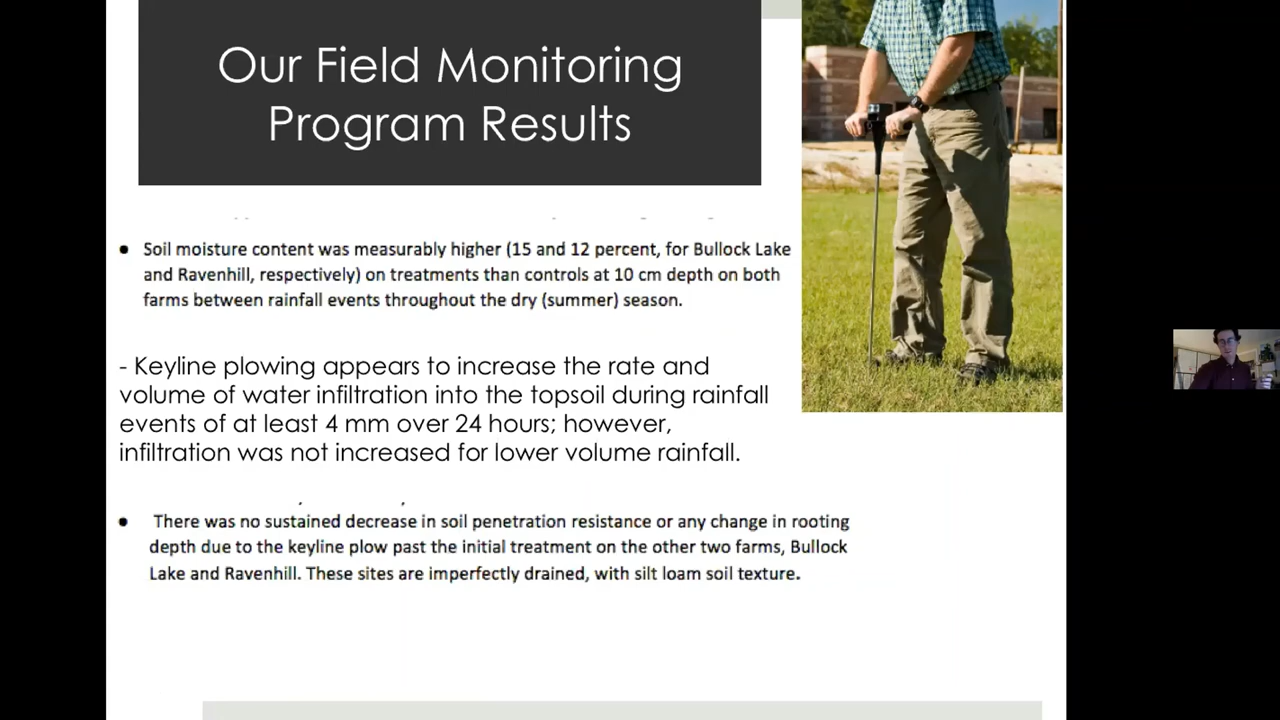 Our Field Monitoring
Program Results
• Soil moisture content was measurably higher (15 and 12 percent, for Bullock Lake
and Ravenhill, respectively) on treatments than controls at 10 cm depth on both
farms between rainfall events throughout the dry (summer) season.
- Keyline plowing appears to increase the rate and
volume of water infiltration into the topsoil during rainfall
events of at least 4 mm over 24 hours; however,
infiltration was not increased for lower volume rainfall.
• There was no sustained decrease in soil penetration resistance or any change in rooting
depth due to the keyline plow past the initial treatment on the other two farms, Bullock
Lake and Ravenhill. These sites are imperfectly drained, with silt loam soil texture.